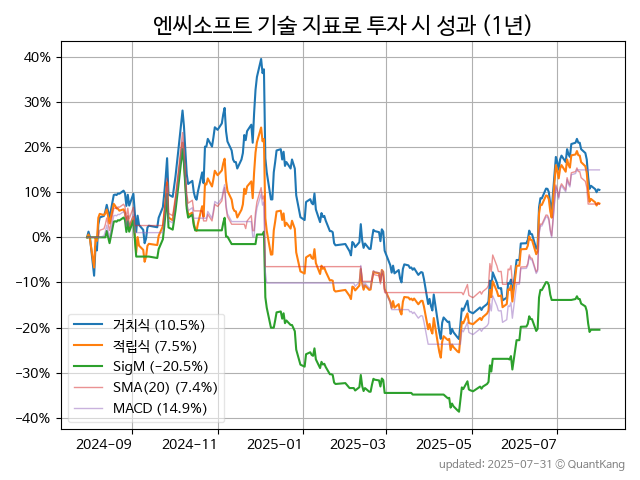 엔씨소프트 기술 지표로 투자 시 성과 (1년)
40%
30%
20%
10%
0%
−10%
−20%
−30%
−40%
거치식 (10.5%)
적립식 (7.5%)
SigM (−20.5%)
SMA(20) (7.4%)
MACD (14.9%)
2024-09 2024-11 2025-01 2025-03 2025-05 2025-07
updated: 2025-07-31 © QuantKang